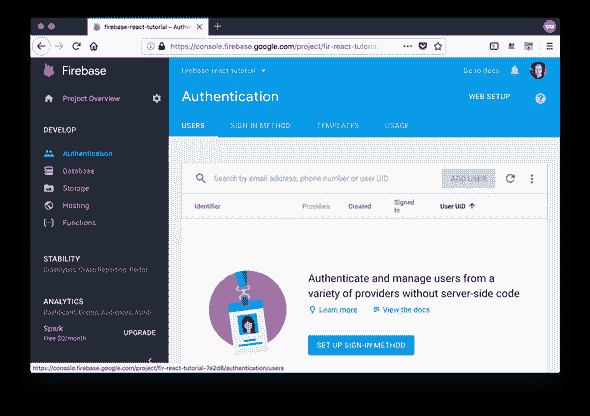 firebase-react-tutorial – Authen
https://console.firebase.google.com/project/fir-react-tutorial-
Firebase
firebase-react-tutorial
Go to docs
Project Overview
Authentication
WEB SETUP
USERS
SIGN-IN METHOD
TEMPLATES
USAGE
DEVELOP
Authentication
Database
Storage
Hosting
Functions
Search by email address, phone number or user UID
ADD USER
Identifier
Providers
Created
Signed In
User UID
STABILITY
Crashlytics, Crash Reporting, Perfor
ANALYTICS
Dashboard, Events, Audiences, Attrib
Spark
Free $0/month
UPGRADE
Authenticate and manage users from a
variety of providers without server-side code
Learn more
View the docs
SET UP SIGN-IN METHOD
https://console.firebase.google.com/project/fir-react-tutorial-7e2d8/authentication/users